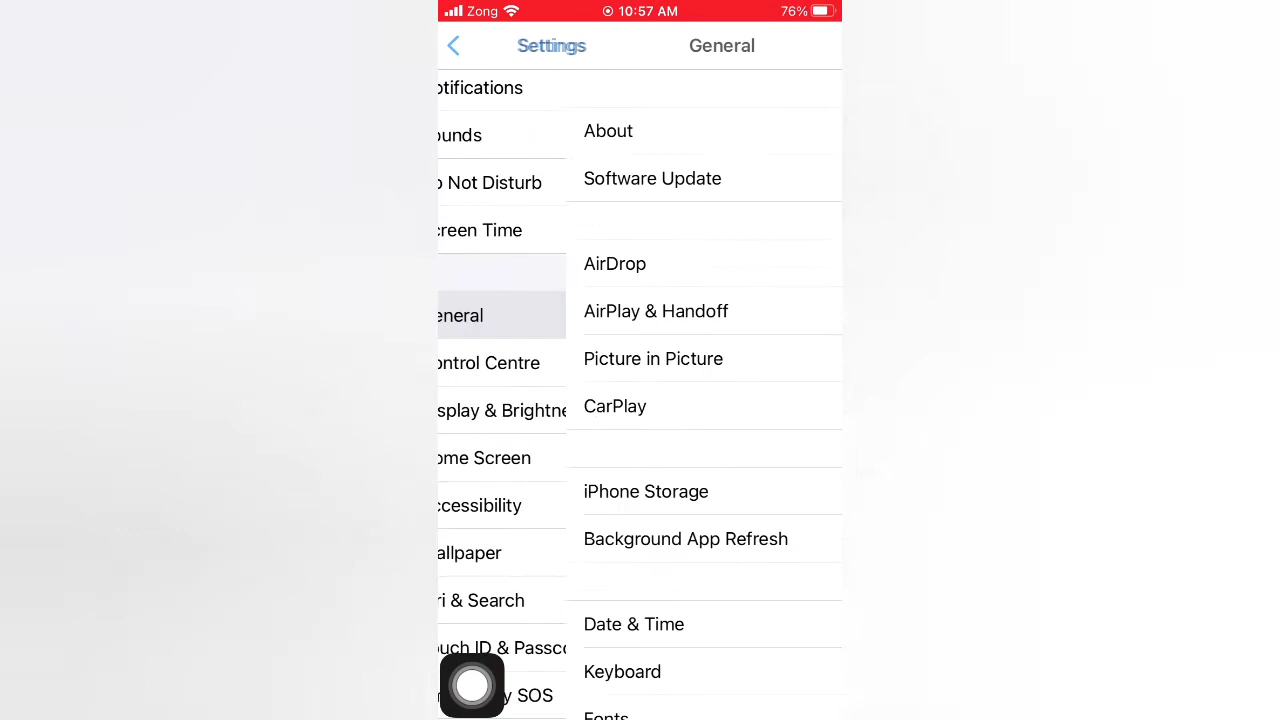 Zong 10:57 AM 76%
Settings General
otifications
ounds
o Not Disturb
creen Time
eneral
ontrol Centre
splay & Brightne
ome Screen
ccessibility
allpaper
ri & Search
ouch ID & Passco
y SOS
About
Software Update
AirDrop
AirPlay & Handoff
Picture in Picture
CarPlay
iPhone Storage
Background App Refresh
Date & Time
Keyboard
Fonts